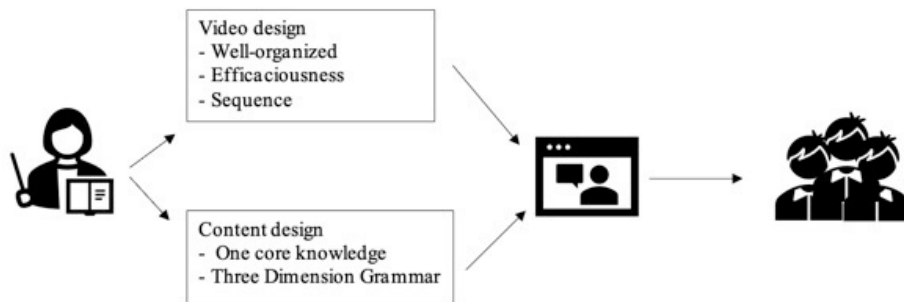 Video design
- Well-organized
- Efficaciousness
- Sequence
Content design
- One core knowledge
- Three Dimension Grammar